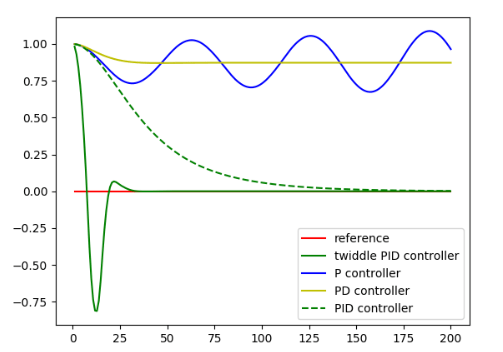 1.00
0.75
0.50
0.25
0.00
−0.25
−0.50
−0.75
0 25 50 75 100 125 150 175 200
reference
twiddle PID controller
P controller
PD controller
PID controller